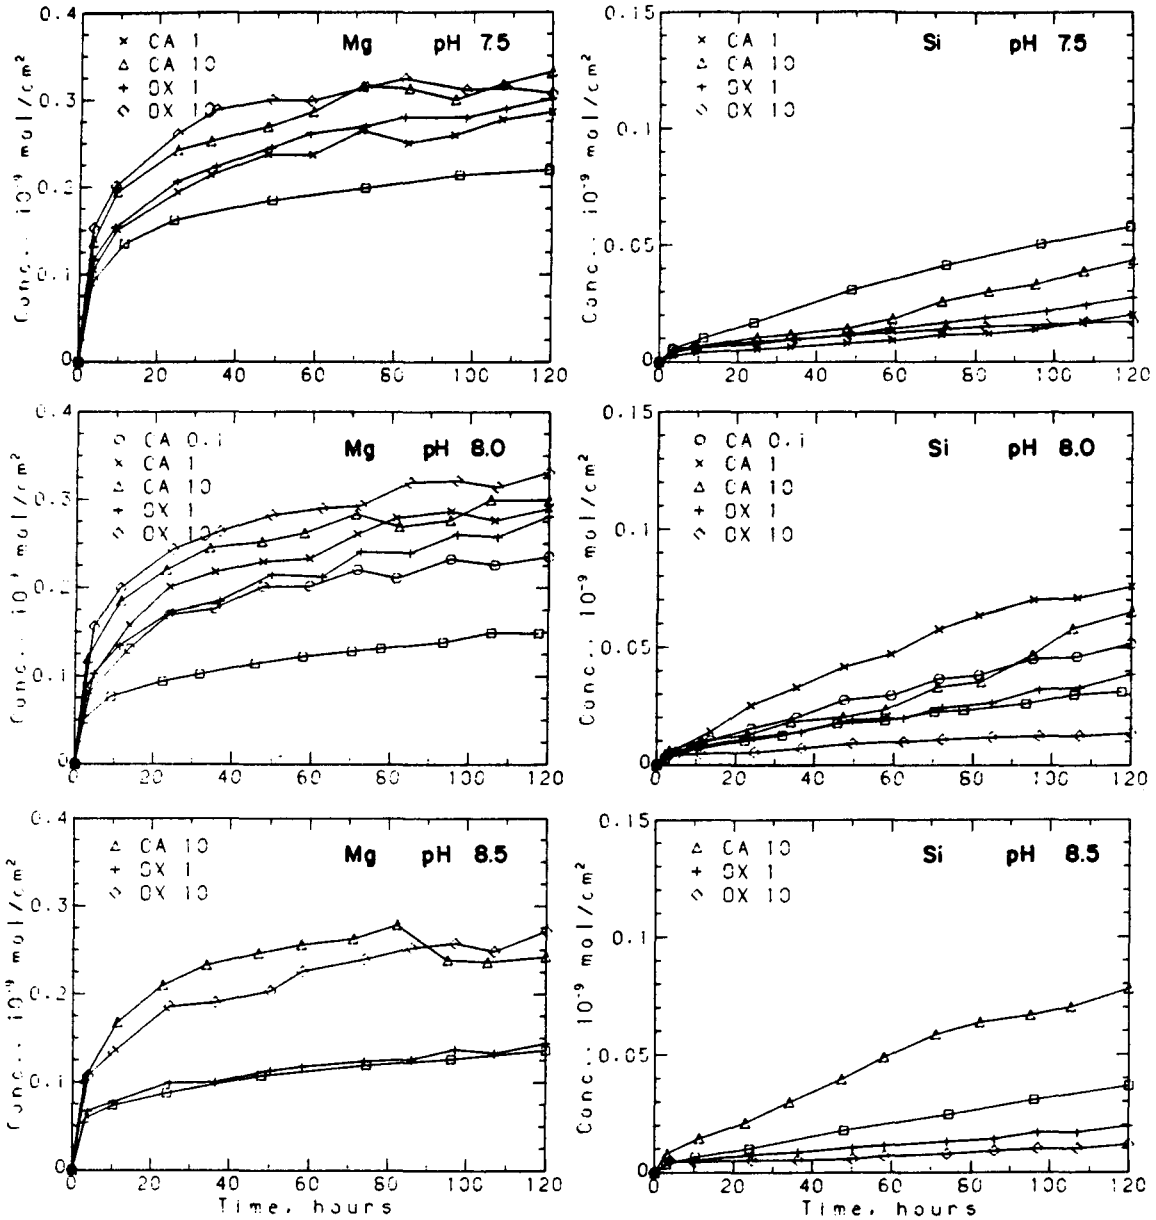 Mg pH 7.5
× CA 1
△ CA 10
+ OX 1
◇ OX 10
0.4
0.3
0.2
0.1
0
0 20 40 60 80 100 120
Conc.. 10⁻⁹ mol/cm²
Si pH 7.5
× CA 1
△ CA 10
+ OX 1
◇ OX 10
0.15
0.1
0.05
0
0 20 40 60 80 100 120
Conc.. 10⁻⁹ mol/cm²
Mg pH 8.0
○ CA 0.1
× CA 1
△ CA 10
+ OX 1
◇ OX 10
0.4
0.3
0.2
0.1
0
0 20 40 60 80 100 120
Conc.. 10⁻⁹ mol/cm²
Si pH 8.0
○ CA 0.1
× CA 1
△ CA 10
+ OX 1
◇ OX 10
0.15
0.1
0.05
0
0 20 40 60 80 100 120
Conc.. 10⁻⁹ mol/cm²
Mg pH 8.5
△ CA 10
+ OX 1
◇ OX 10
0.4
0.3
0.2
0.1
0
0 20 40 60 80 100 120
Conc.. 10⁻⁹ mol/cm²
Time, hours
Si pH 8.5
△ CA 10
+ OX 1
◇ OX 10
0.15
0.1
0.05
0
0 20 40 60 80 100 120
Conc.. 10⁻⁹ mol/cm²
Time, hours